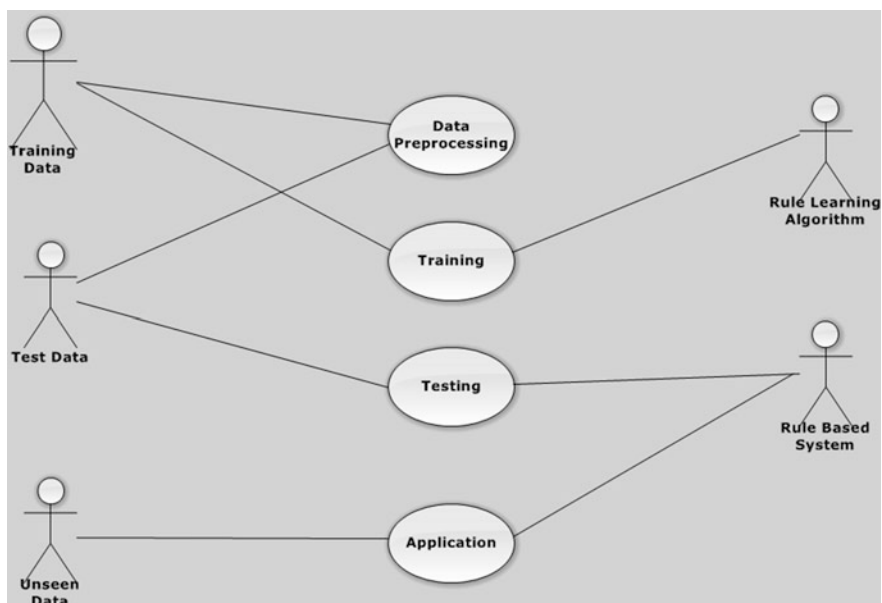 Training
Data
Data
Preprocessing
Rule Learning
Algorithm
Training
Test Data
Testing
Rule Based
System
Application
Unseen
Data